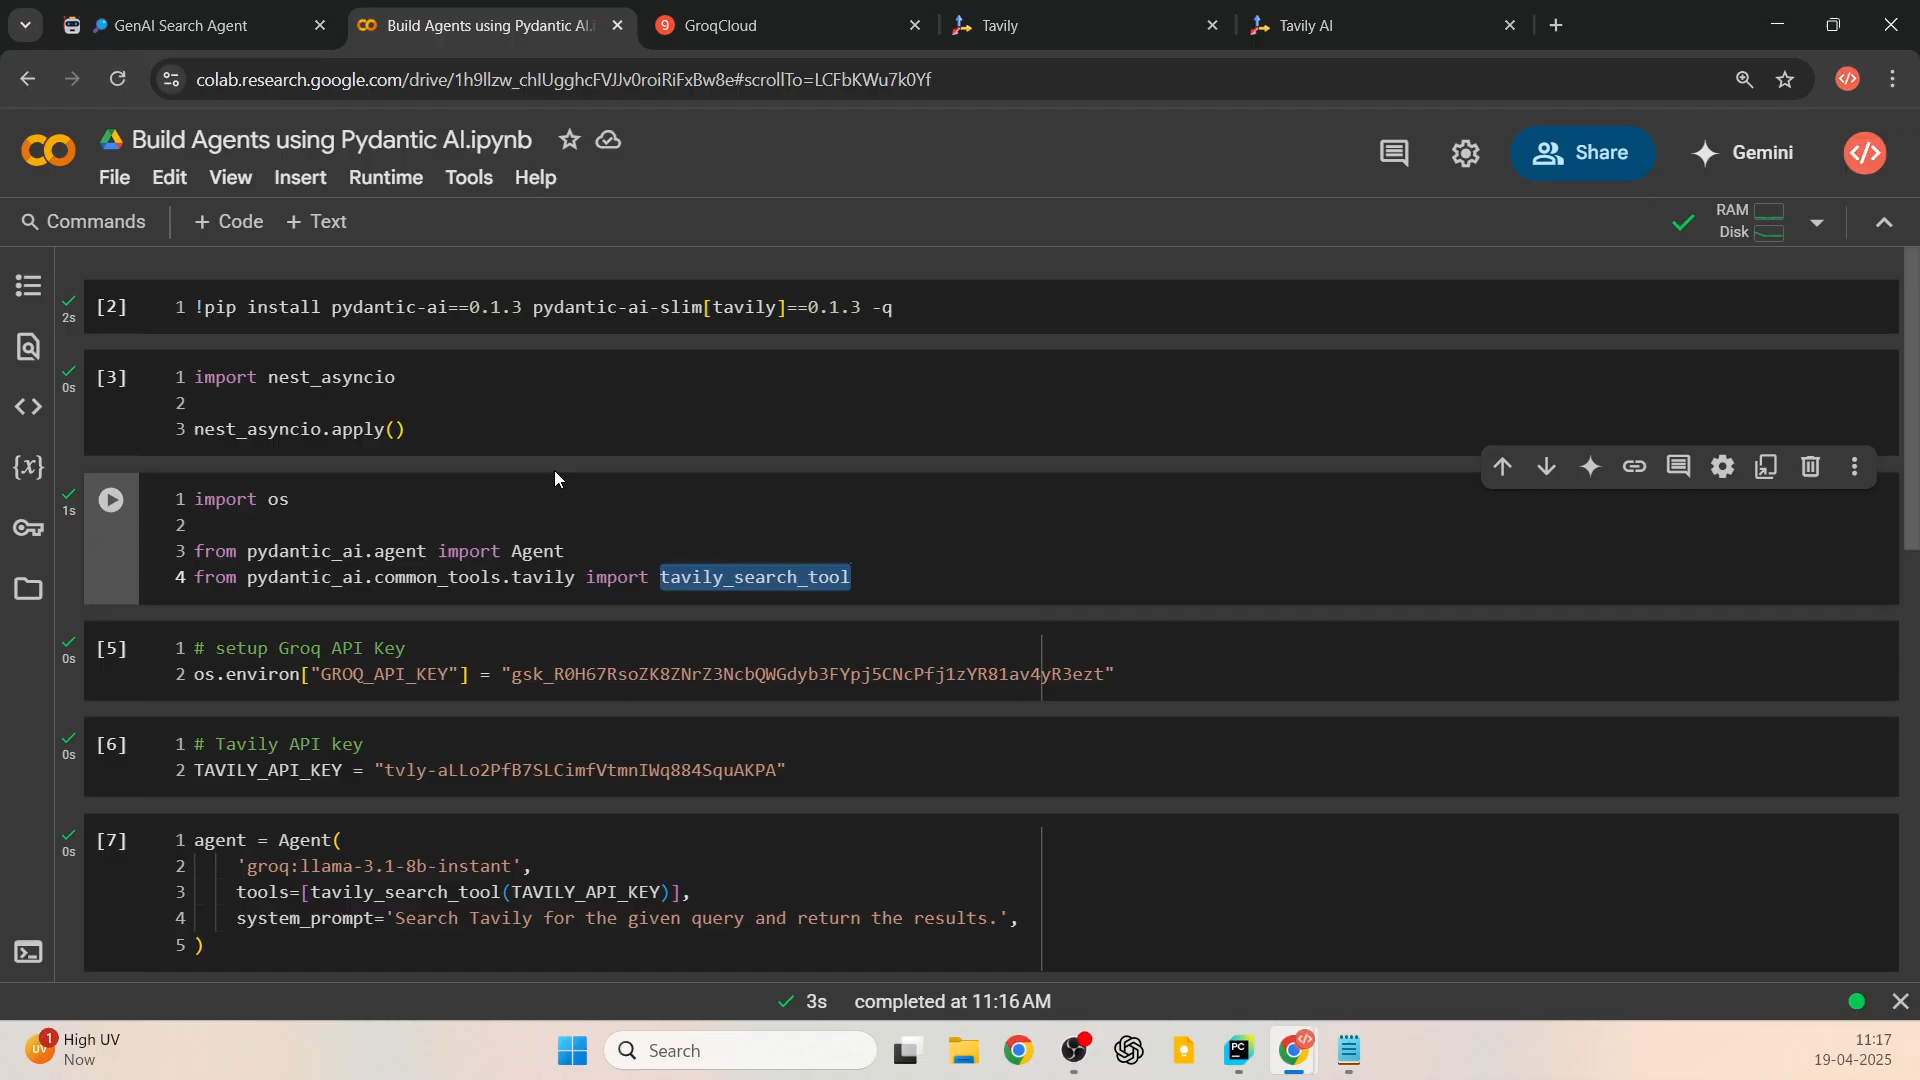 GenAI Search Agent
Build Agents using Pydantic AI.i
9 GroqCloud
Tavily
Tavily AI
colab.research.google.com/drive/1h9llzw_chIUgghcFVJJv0roiRiFxBw8e#scrollTo=LCFbKWu7k0Yf
Build Agents using Pydantic AI.ipynb
Share
Gemini
File Edit View Insert Runtime Tools Help
Commands + Code + Text
RAM
Disk
[2] 1 !pip install pydantic-ai==0.1.3 pydantic-ai-slim[tavily]==0.1.3 -q
2s
[3] 1 import nest_asyncio
0s
2
3 nest_asyncio.apply()
1 import os
1s
2
3 from pydantic_ai.agent import Agent
4 from pydantic_ai.common_tools.tavily import tavily_search_tool
[5] 1 # setup Groq API Key
0s
2 os.environ["GROQ_API_KEY"] = "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"
[6] 1 # Tavily API key
0s
2 TAVILY_API_KEY = "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"
[7] 1 agent = Agent(
0s
2 'groq:llama-3.1-8b-instant',
3 tools=[tavily_search_tool(TAVILY_API_KEY)],
4 system_prompt='Search Tavily for the given query and return the results.',
5 )
3s completed at 11:16 AM
1 UV High UV
Now
Search
PC
11:17
19-04-2025